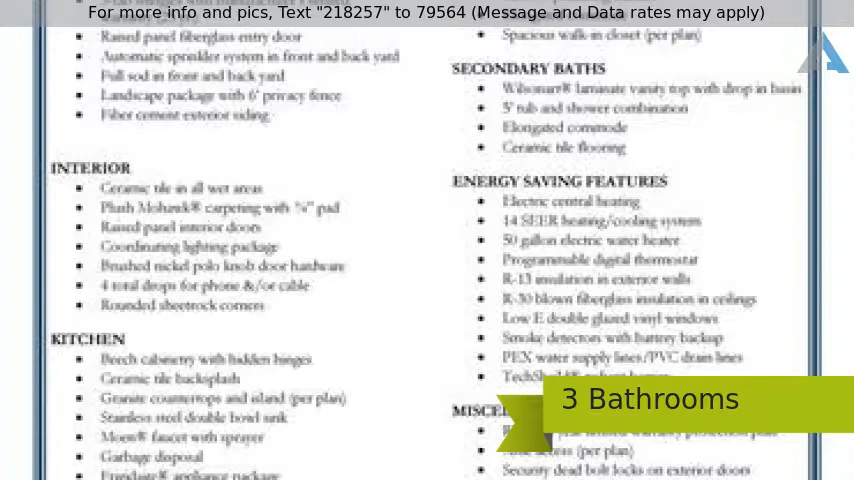 For more info and pics, Text "218257" to 79564 (Message and Data rates may apply)
Raised panel fiberglass entry door
Automatic sprinkler system in front and back yard
Full sod in front and back yard
Landscape package with 6' privacy fence
Fiber cement exterior siding
INTERIOR
Ceramic tile in all wet areas
Plush Mohawk® carpeting with ¾" pad
Raised panel interior doors
Coordinating lighting package
Brushed nickel polo knob door hardware
4 total drops for phone &/or cable
Rounded sheetrock corners
KITCHEN
Beech cabinetry with hidden hinges
Ceramic tile backsplash
Granite countertops and island (per plan)
Stainless steel double bowl sink
Moen® faucet with sprayer
Garbage disposal
Frigidaire® appliance package
Spacious walk-in closet (per plan)
SECONDARY BATHS
Wilsonart® laminate vanity top with drop in basin
5' tub and shower combination
Elongated commode
Ceramic tile flooring
ENERGY SAVING FEATURES
Electric central heating
14 SEER heating/cooling system
50 gallon electric water heater
Programmable digital thermostat
R-13 insulation in exterior walls
R-30 blown fiberglass insulation in ceilings
Low E double glazed vinyl windows
Smoke detectors with battery backup
PEX water supply lines/PVC drain lines
3 Bathrooms
access (per plan)
Security dead bolt locks on exterior doors